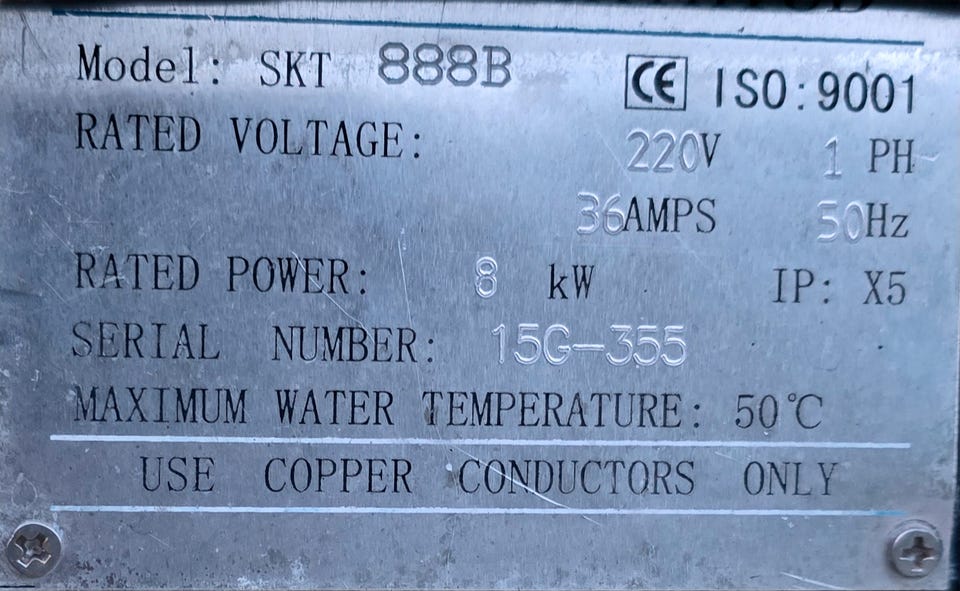 Model: SKT 888B CE ISO:9001
RATED VOLTAGE: 220V 1 PH~
36AMPS 50Hz
RATED POWER: 8 kW IP: X5
SERIAL NUMBER: 15G-355
MAXIMUM WATER TEMPERATURE: 50℃
USE COPPER CONDUCTORS ONLY